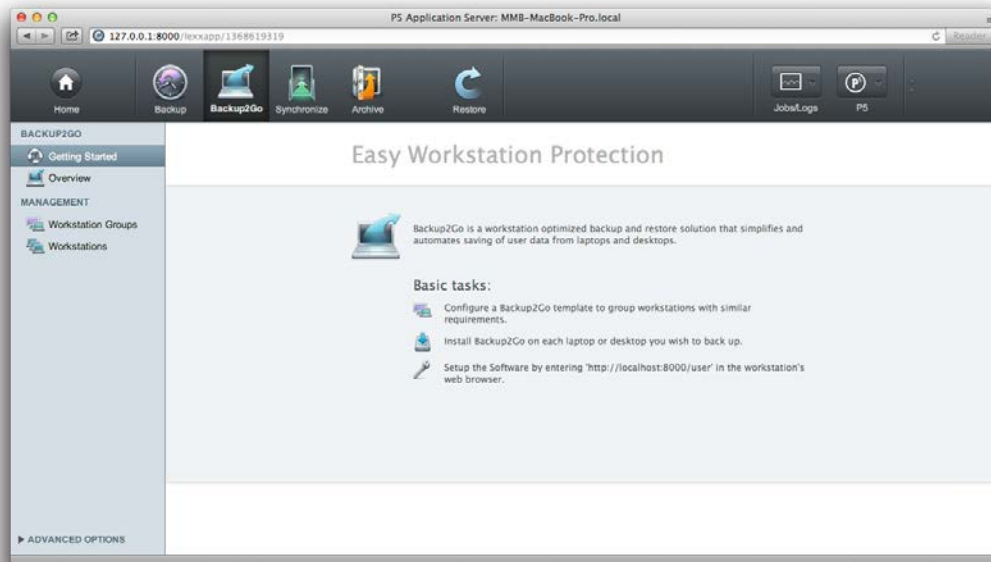 P5 Application Server: MMB-MacBook-Pro.local
127.0.0.1:8000/lexxapp/1368619319
Reader
Home
Backup
Backup2Go
Synchronize
Archive
Restore
Jobs/Logs
P5
BACKUP2GO
Getting Started
Overview
MANAGEMENT
Workstation Groups
Workstations
ADVANCED OPTIONS
Easy Workstation Protection
Backup2Go is a workstation optimized backup and restore solution that simplifies and
automates saving of user data from laptops and desktops.
Basic tasks:
Configure a Backup2Go template to group workstations with similar
requirements.
Install Backup2Go on each laptop or desktop you wish to back up.
Setup the Software by entering 'http://localhost:8000/user' in the workstation's
web browser.